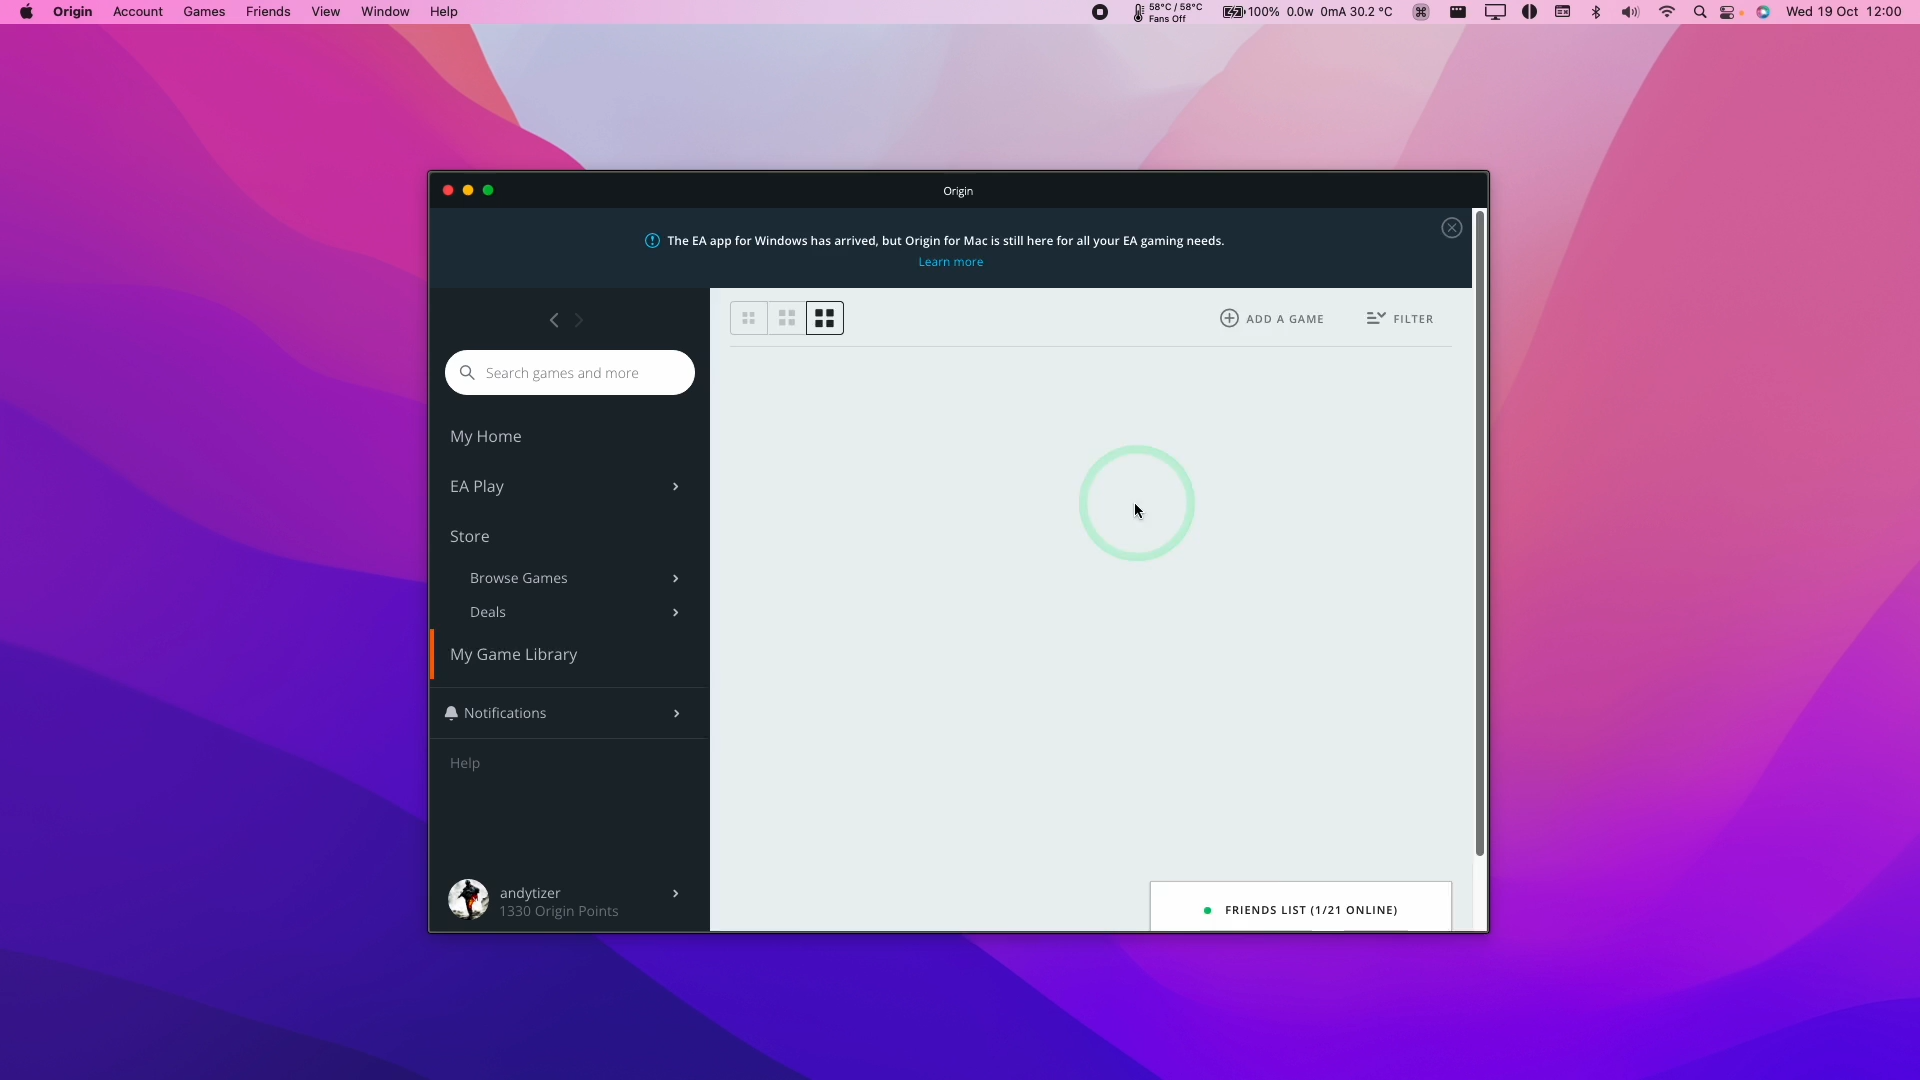 Origin Account Games Friends View Window Help
58°C / 58°C
Fans Off
100% 0.0w 0mA 30.2 °C
Wed 19 Oct 12:00
Origin
The EA app for Windows has arrived, but Origin for Mac is still here for all your EA gaming needs.
Learn more
ADD A GAME
FILTER
Search games and more
My Home
EA Play
Store
Browse Games
Deals
My Game Library
Notifications
Help
andytizer
1330 Origin Points
FRIENDS LIST (1/21 ONLINE)